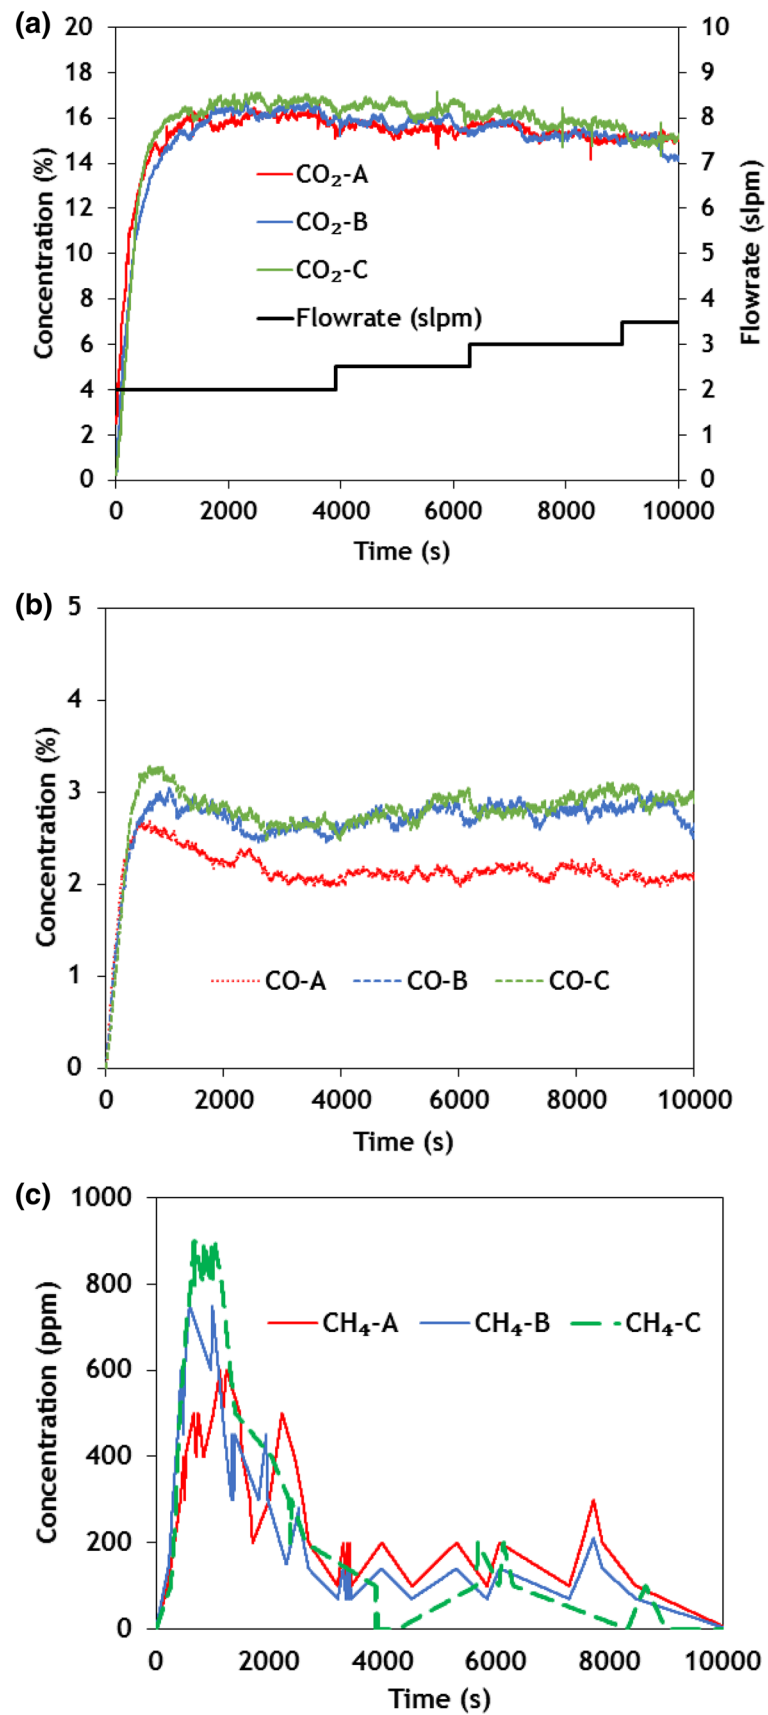 (a)
20
18
16
14
12
10
8
6
4
2
0
Concentration (%)
10
9
8
7
6
5
4
3
2
1
0
Flowrate (slpm)
CO₂-A
CO₂-B
CO₂-C
Flowrate (slpm)
0 2000 4000 6000 8000 10000
Time (s)
(b)
5
4
3
2
1
0
Concentration (%)
CO-A CO-B CO-C
0 2000 4000 6000 8000 10000
Time (s)
(c)
1000
800
600
400
200
0
Concentration (ppm)
CH₄-A CH₄-B CH₄-C
0 2000 4000 6000 8000 10000
Time (s)